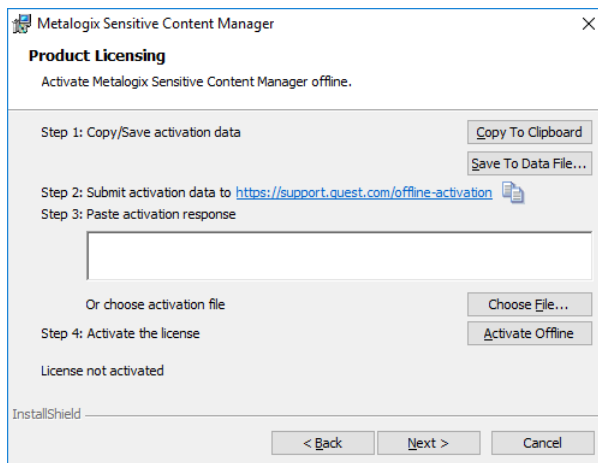 Metalogix Sensitive Content Manager
Product Licensing
Activate Metalogix Sensitive Content Manager offline.
Step 1: Copy/Save activation data
Copy To Clipboard
Save To Data File...
Step 2: Submit activation data to https://support.quest.com/offline-activation
Step 3: Paste activation response
Or choose activation file
Choose File...
Step 4: Activate the license
Activate Offline
License not activated
InstallShield
< Back
Next >
Cancel